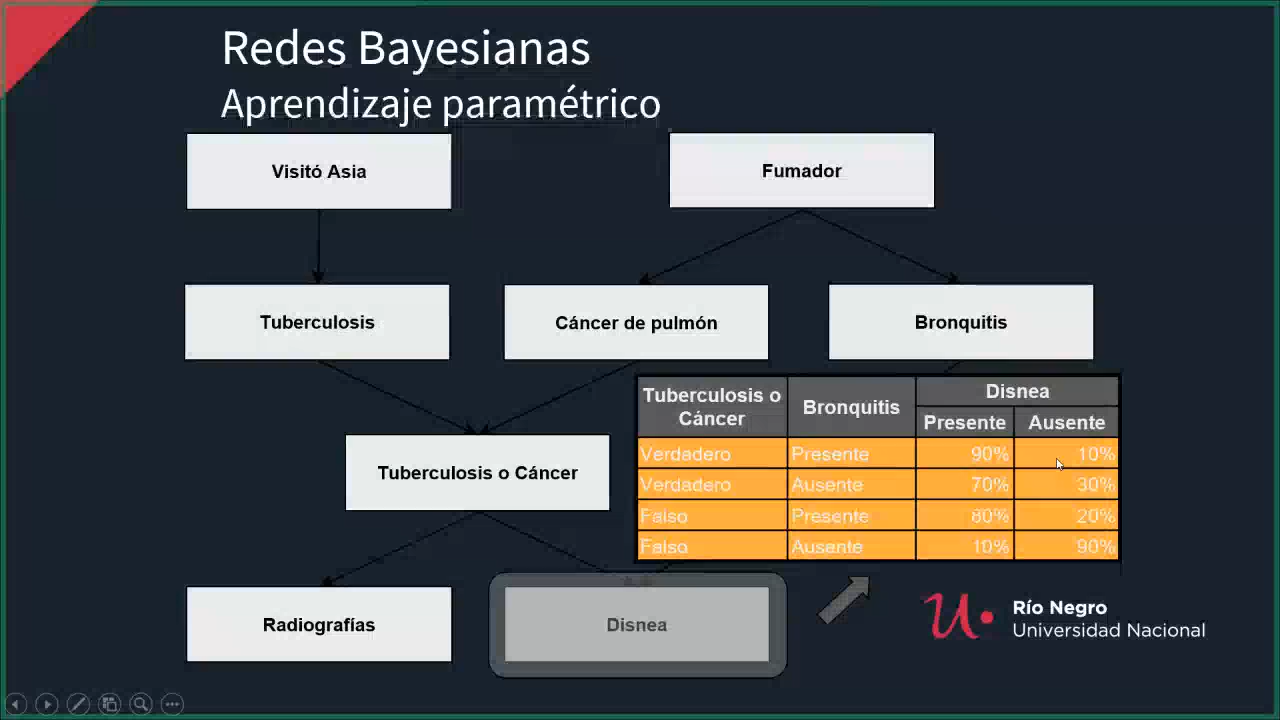 Redes Bayesianas
Aprendizaje paramétrico
Visitó Asia
Fumador
Tuberculosis
Cáncer de pulmón
Bronquitis
Tuberculosis o Cáncer
Tuberculosis o Cáncer Bronquitis Disnea
Presente Ausente
Verdadero Presente 90% 10%
Verdadero Ausente 70% 30%
Falso Presente 80% 20%
Falso Ausente 10% 90%
Radiografías
Disnea
Río Negro
Universidad Nacional